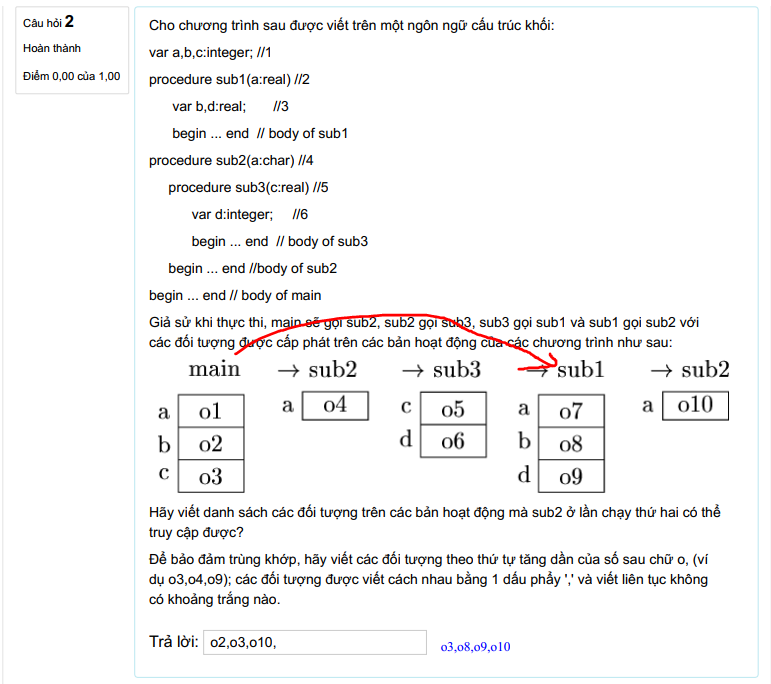 Câu hỏi 2
Hoàn thành
Điểm 0,00 của 1,00
Cho chương trình sau được viết trên một ngôn ngữ cấu trúc khối:
var a,b,c:integer; //1
procedure sub1(a:real) //2
var b,d:real; //3
begin ... end // body of sub1
procedure sub2(a:char) //4
procedure sub3(c:real) //5
var d:integer; //6
begin ... end // body of sub3
begin ... end //body of sub2
begin ... end // body of main
Giả sử khi thực thi, main sẽ gọi sub2, sub2 gọi sub3, sub3 gọi sub1 và sub1 gọi sub2 với
các đối tượng được cấp phát trên các bản hoạt động của các chương trình như sau:
main → sub2 → sub3 → sub1 → sub2
a o1 a o4 c o5 a o7 a o10
b o2 d o6 b o8
c o3 d o9
Hãy viết danh sách các đối tượng trên các bản hoạt động mà sub2 ở lần chạy thứ hai có thể
truy cập được?
Để bảo đảm trùng khớp, hãy viết các đối tượng theo thứ tự tăng dần của số sau chữ o, (ví
dụ o3,o4,o9); các đối tượng được viết cách nhau bằng 1 dấu phẩy ',' và viết liên tục không
có khoảng trắng nào.
Trả lời: o2,o3,o10, o3,o8,o9,o10